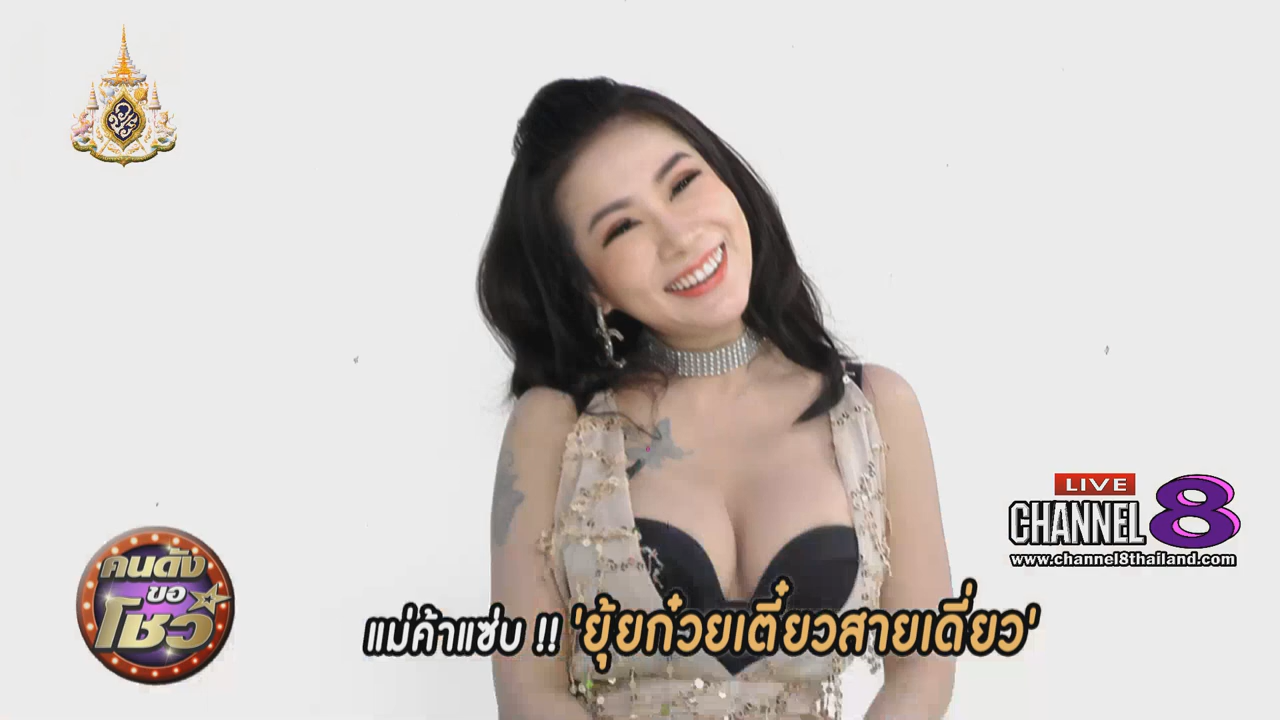 LIVE
CHANNEL 8
www.channel8thailand.com
คนดัง
ขอ
โชว์
แม่ค้าแซ่บ !! 'ยุ้ยก๋วยเตี๋ยวสายเดี่ยว'